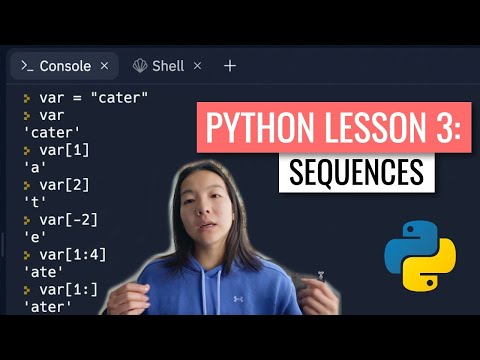 >_ Console ×
Shell ×
+
> var = "cater"
> var
'cater'
> var[1]
'a'
> var[2]
't'
> var[-2]
'e'
> var[1:4]
'ate'
> var[1:]
'ater'
PYTHON LESSON 3:
SEQUENCES